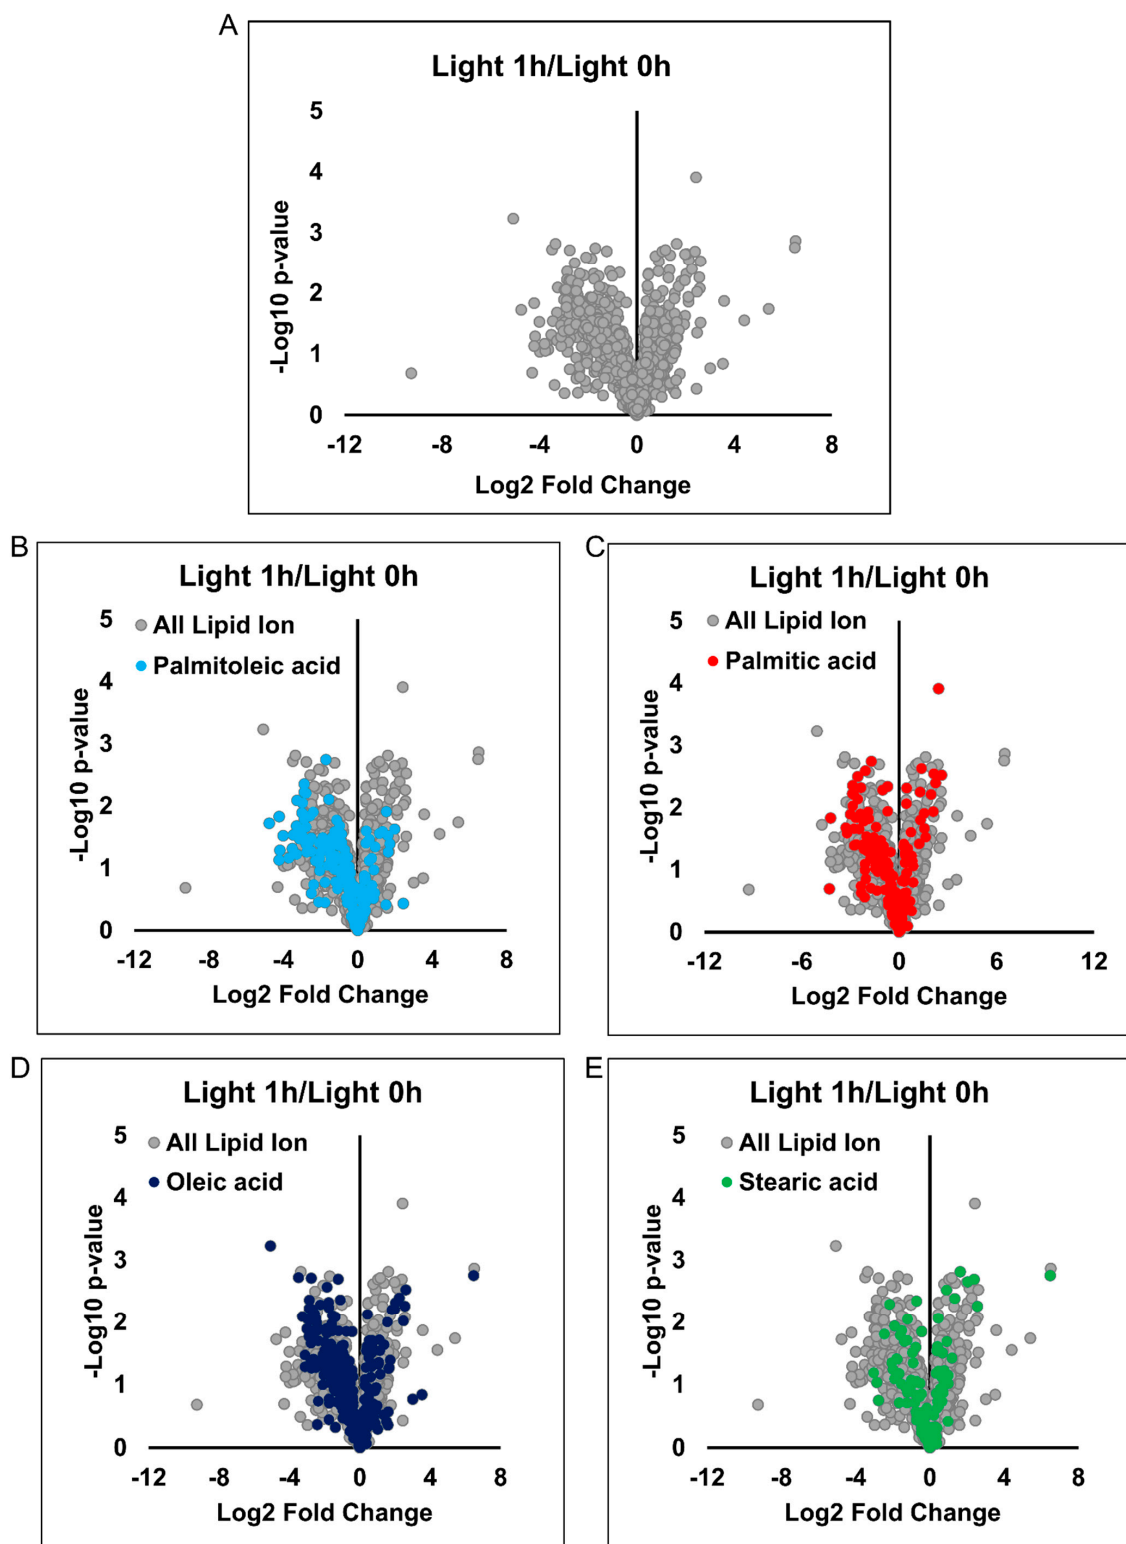 A
Light 1h/Light 0h
5
4
3
2
1
0
-Log10 p-value
-12 -8 -4 0 4 8
Log2 Fold Change
B
Light 1h/Light 0h
All Lipid Ion
Palmitoleic acid
5
4
3
2
1
0
-Log10 p-value
-12 -8 -4 0 4 8
Log2 Fold Change
C
Light 1h/Light 0h
All Lipid Ion
Palmitic acid
5
4
3
2
1
0
-Log10 p-value
-12 -6 0 6 12
Log2 Fold Change
D
Light 1h/Light 0h
All Lipid Ion
Oleic acid
5
4
3
2
1
0
-Log10 p-value
-12 -8 -4 0 4 8
Log2 Fold Change
E
Light 1h/Light 0h
All Lipid Ion
Stearic acid
5
4
3
2
1
0
-Log10 p-value
-12 -8 -4 0 4 8
Log2 Fold Change